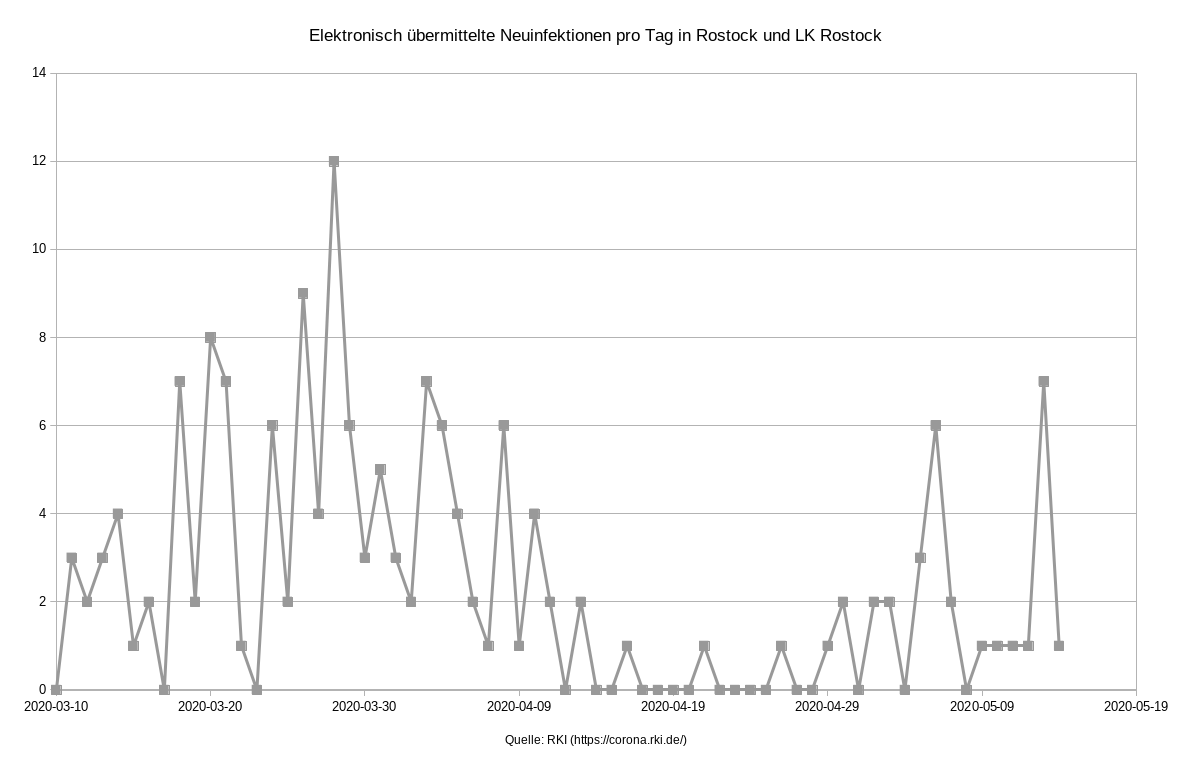 Elektronisch übermittelte Neuinfektionen pro Tag in Rostock und LK Rostock
14
12
10
8
6
4
2
0
2020-03-10 2020-03-20 2020-03-30 2020-04-09 2020-04-19 2020-04-29 2020-05-09 2020-05-19
Quelle: RKI (https://corona.rki.de/)